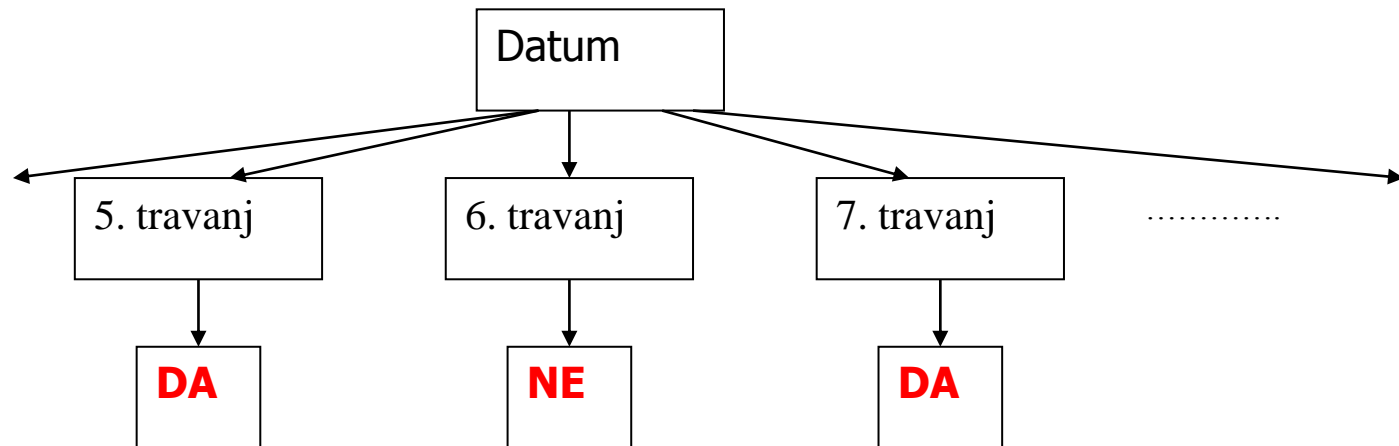 Datum
5. travanj
6. travanj
7. travanj
.............
DA
NE
DA